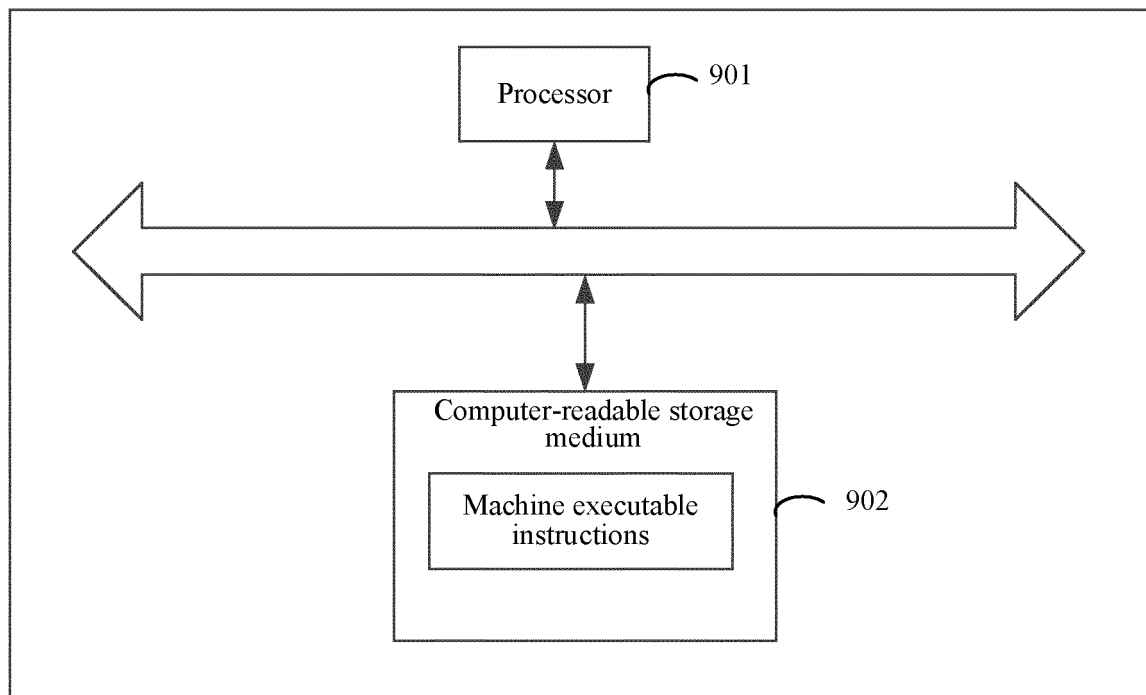 Processor
901
Computer-readable storage
medium
Machine executable
instructions
902